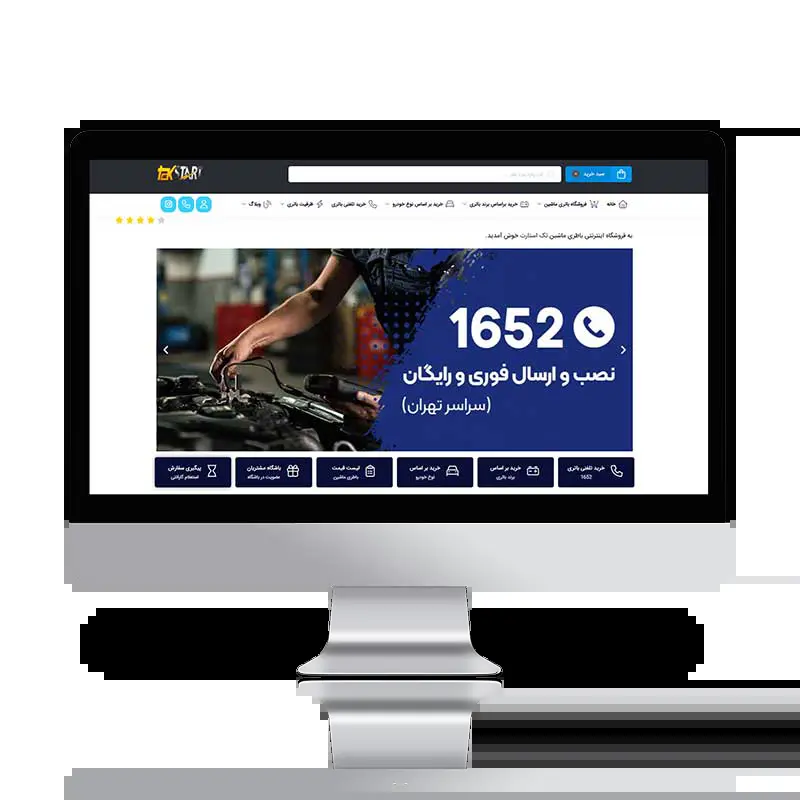 TEKSTART
سبد خرید
خانه
فروشگاه باتری ماشین
خرید براساس برند باتری
خرید بر اساس نوع خودرو
خرید تلفنی باتری
ظرفیت باتری
وبلاگ
به فروشگاه اینترنتی باطری ماشین تک استارت خوش آمدید.
1652
نصب و ارسال فوری و رایگان
(سراسر تهران)
خرید تلفنی باتری
1652
خرید بر اساس
برند باتری
خرید بر اساس
نوع خودرو
لیست قیمت
باطری ماشین
باشگاه مشتریان
عضویت در باشگاه
پیگیری سفارش
استعلام گارانتی